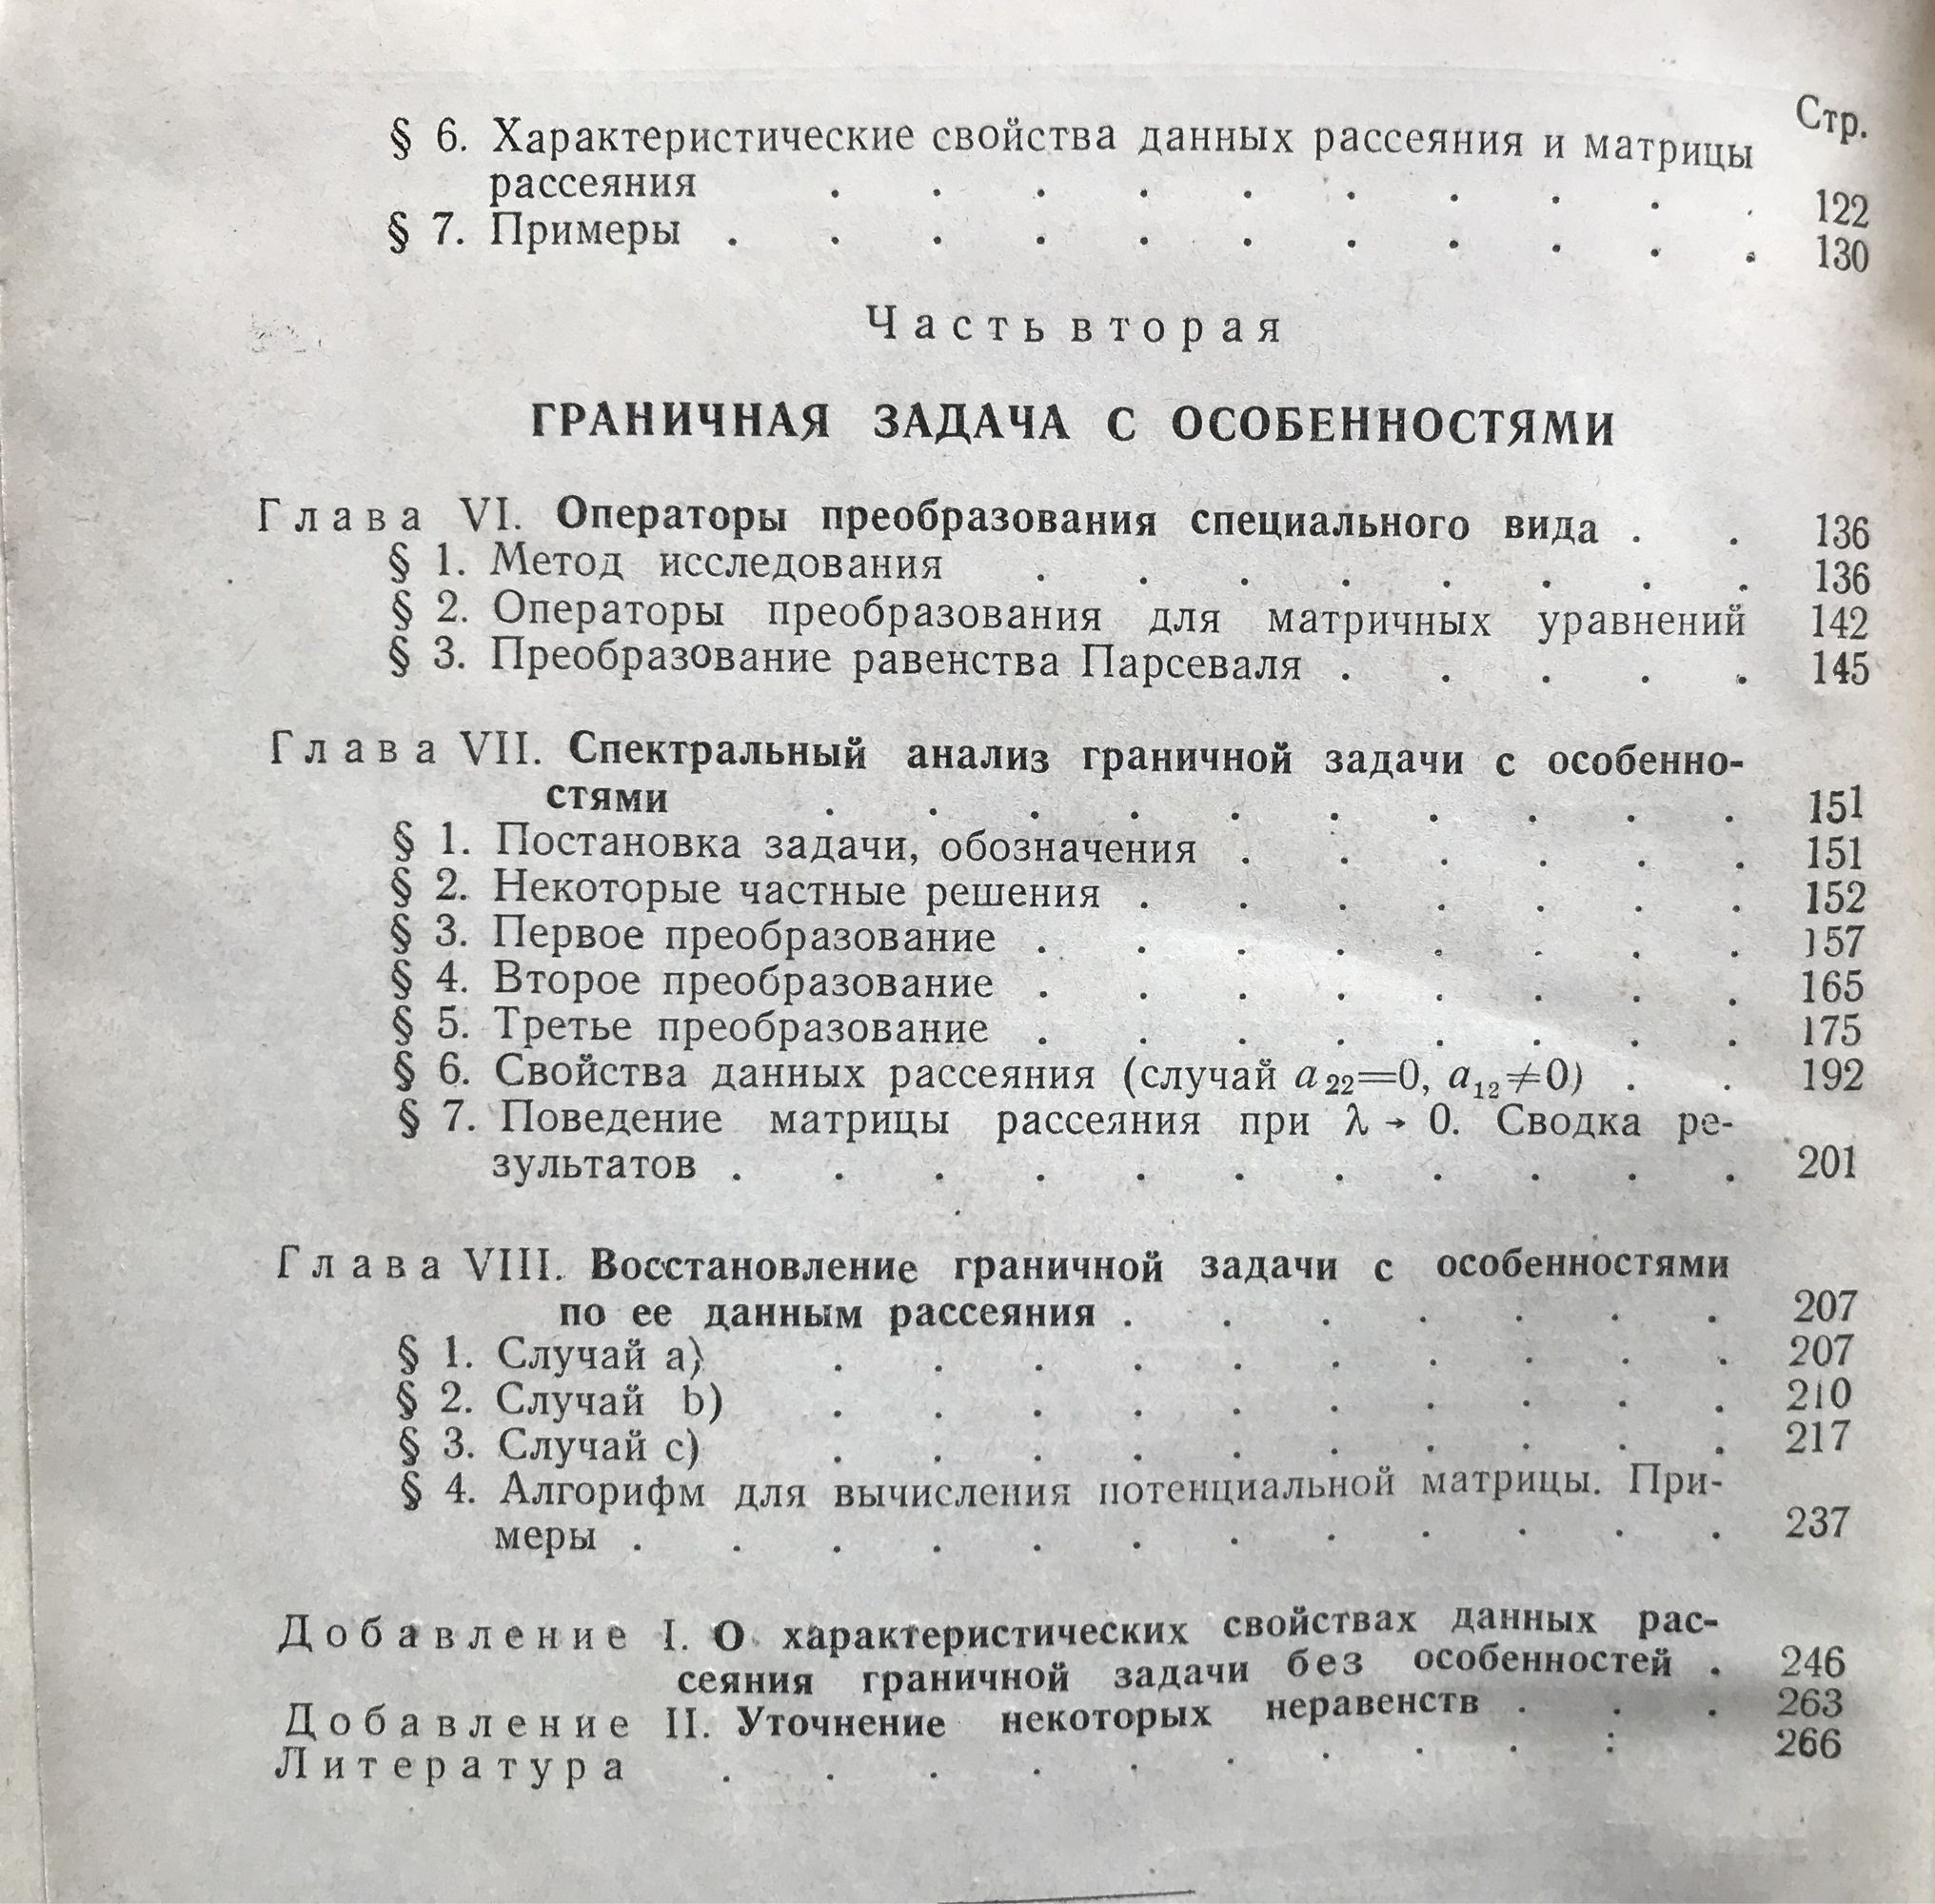 Стр.
§ 6. Характеристические свойства данных рассеяния и матрицы
рассеяния . . . . . . . . . . 122
§ 7. Примеры . . . . . . . . . . . 130
Часть вторая
ГРАНИЧНАЯ ЗАДАЧА С ОСОБЕННОСТЯМИ
Глава VI. Операторы преобразования специального вида . . 136
§ 1. Метод исследования . . . . . . . . 136
§ 2. Операторы преобразования для матричных уравнений 142
§ 3. Преобразование равенства Парсеваля . . . . . 145
Глава VII. Спектральный анализ граничной задачи с особенно-
стями . . . . . . . . . . 151
§ 1. Постановка задачи, обозначения . . . . . . 151
§ 2. Некоторые частные решения . . . . . . . 152
§ 3. Первое преобразование . . . . . . . . 157
§ 4. Второе преобразование . . . . . . . . 165
§ 5. Третье преобразование . . . . . . . . 175
§ 6. Свойства данных рассеяния (случай a₂₂=0, a₁₂≠0) . . 192
§ 7. Поведение матрицы рассеяния при λ → 0. Сводка ре-
зультатов . . . . . . . . . . . 201
Глава VIII. Восстановление граничной задачи с особенностями
по ее данным рассеяния . . . . . . . 207
§ 1. Случай a) . . . . . . . . . . 207
§ 2. Случай b) . . . . . . . . . . 210
§ 3. Случай c) . . . . . . . . . . 217
§ 4. Алгорифм для вычисления потенциальной матрицы. При-
меры . . . . . . . . . . . . 237
Добавление I. О характеристических свойствах данных рас-
сеяния граничной задачи без особенностей . 246
Добавление II. Уточнение некоторых неравенств . . . 263
Литература . . . . . . . . . : 266